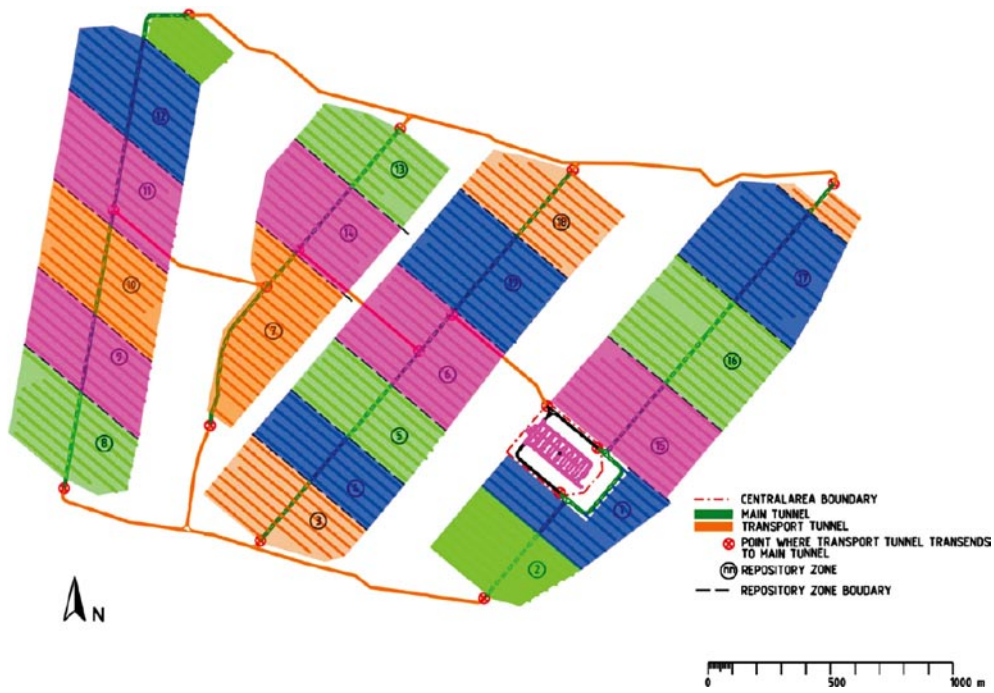 12
13
11
14
18
17
10
19
7
9
16
6
5
8
15
4
3
1
2
CENTRALAREA BOUNDARY
MAIN TUNNEL
TRANSPORT TUNNEL
POINT WHERE TRANSPORT TUNNEL TRANSENDS
TO MAIN TUNNEL
nn REPOSITORY ZONE
REPOSITORY ZONE BOUDARY
N
0 500 1000 m